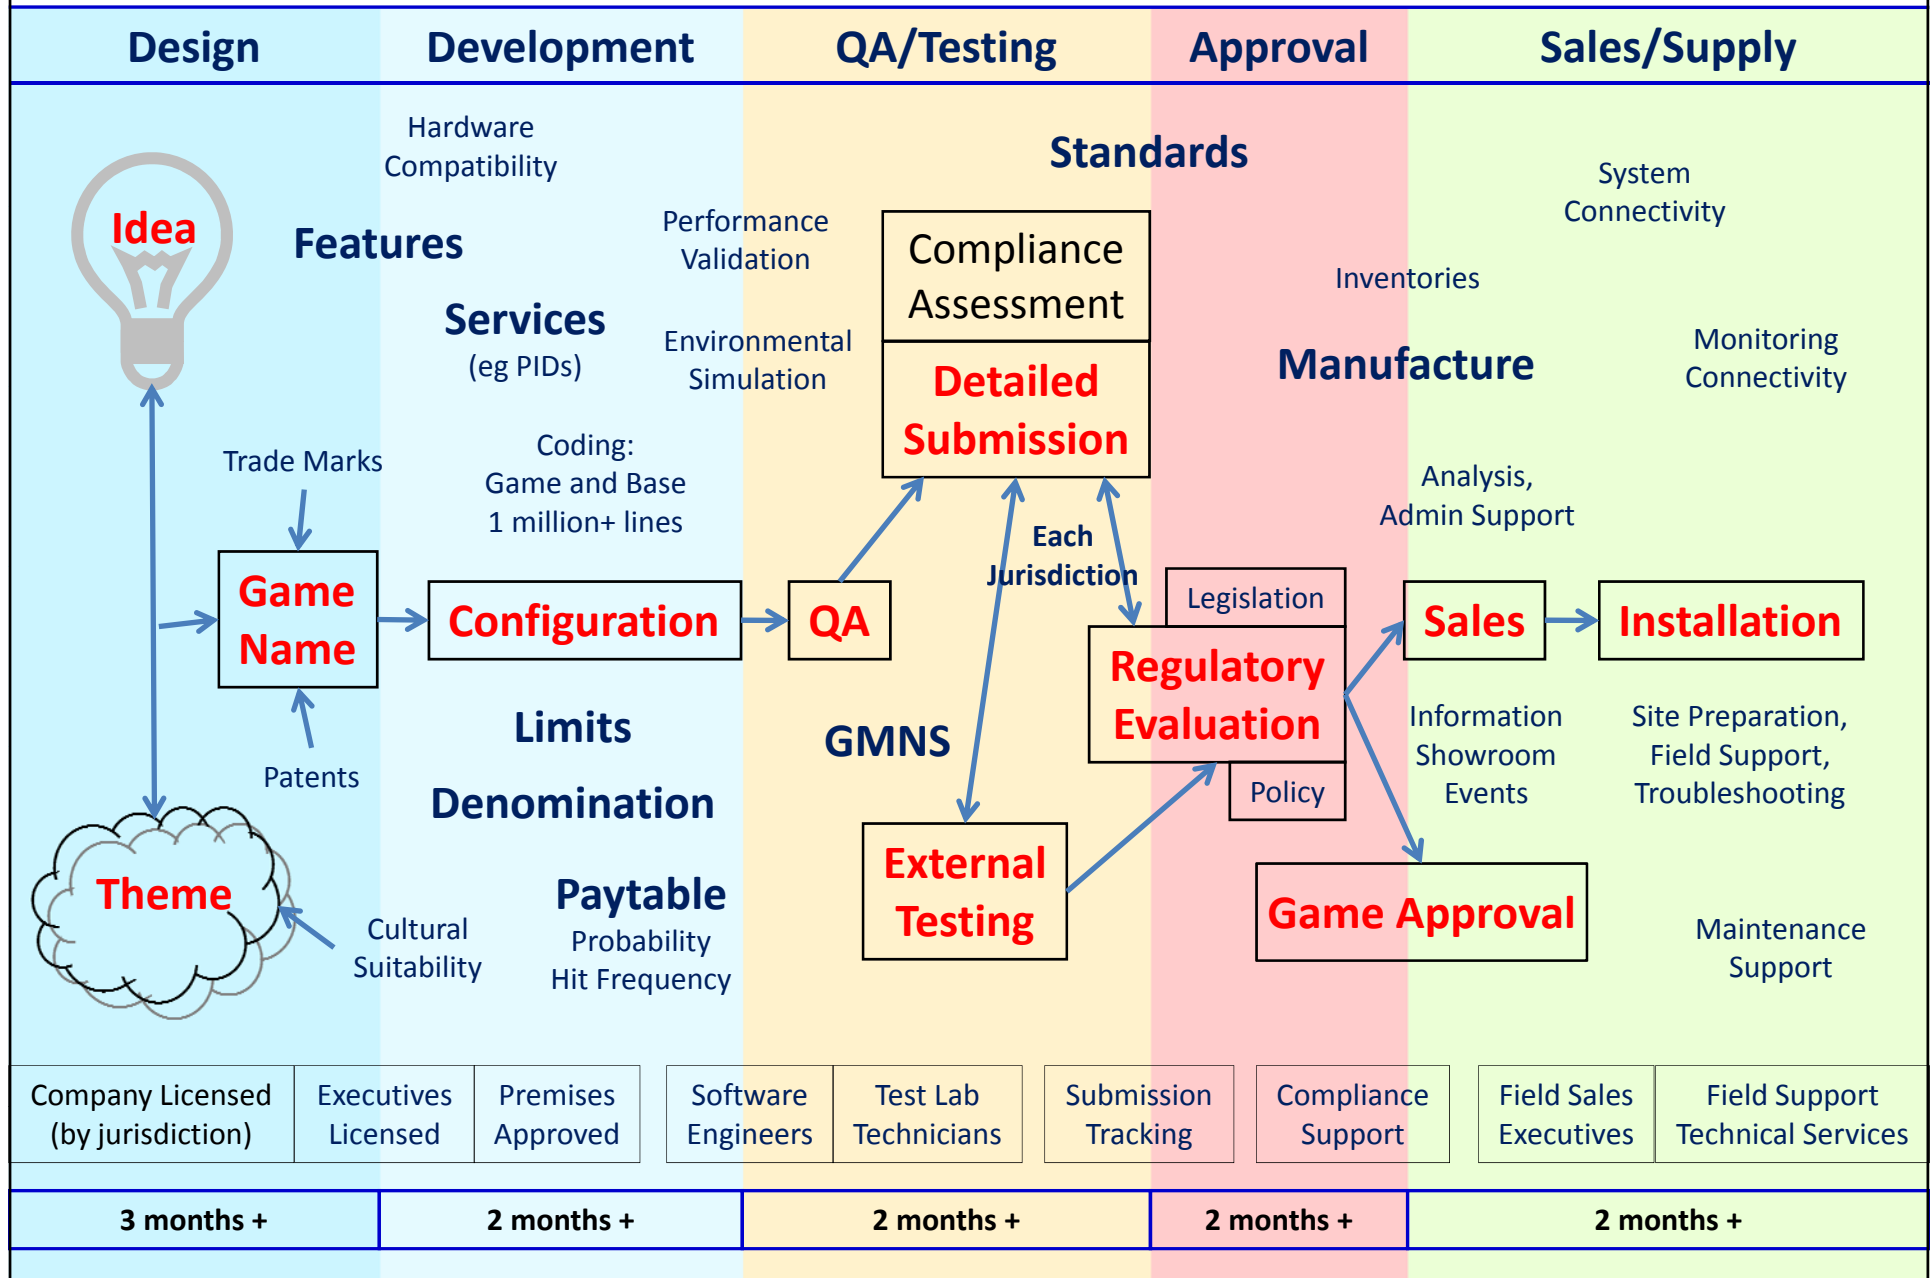 Design
Development
QA/Testing
Approval
Sales/Supply
Hardware
Compatibility
Standards
System
Connectivity
Idea
Features
Performance
Validation
Compliance
Assessment
Inventories
Services
(eg PIDs)
Environmental
Simulation
Detailed
Submission
Manufacture
Monitoring
Connectivity
Trade Marks
Coding:
Game and Base
1 million+ lines
Analysis,
Admin Support
Each
Jurisdiction
Game
Name
Configuration
QA
Legislation
Regulatory
Evaluation
Policy
Sales
Installation
Patents
Limits
GMNS
Information
Showroom
Events
Site Preparation,
Field Support,
Troubleshooting
Denomination
Theme
Cultural
Suitability
Paytable
Probability
Hit Frequency
External
Testing
Game Approval
Maintenance
Support
Company Licensed
(by jurisdiction)
Executives
Licensed
Premises
Approved
Software
Engineers
Test Lab
Technicians
Submission
Tracking
Compliance
Support
Field Sales
Executives
Field Support
Technical Services
3 months +
2 months +
2 months +
2 months +
2 months +